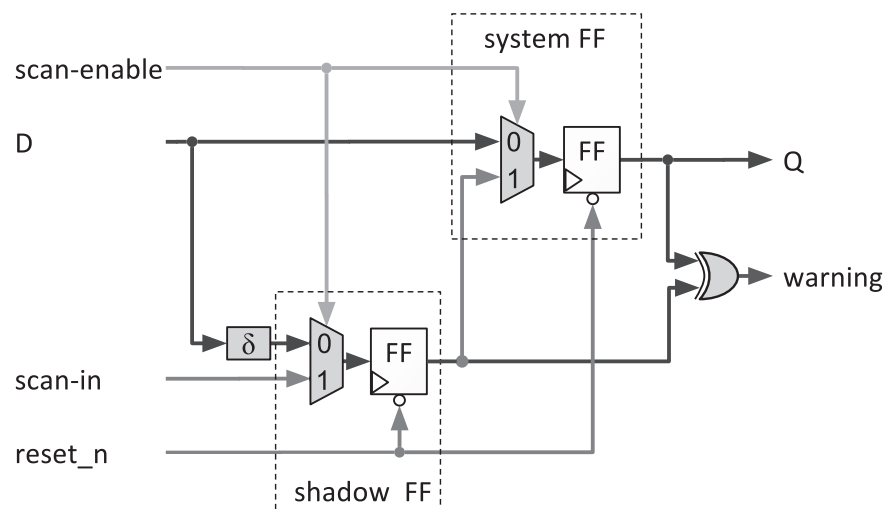 system FF
scan-enable
D
0
FF
1
Q
warning
δ
0
FF
scan-in
1
reset_n
shadow FF